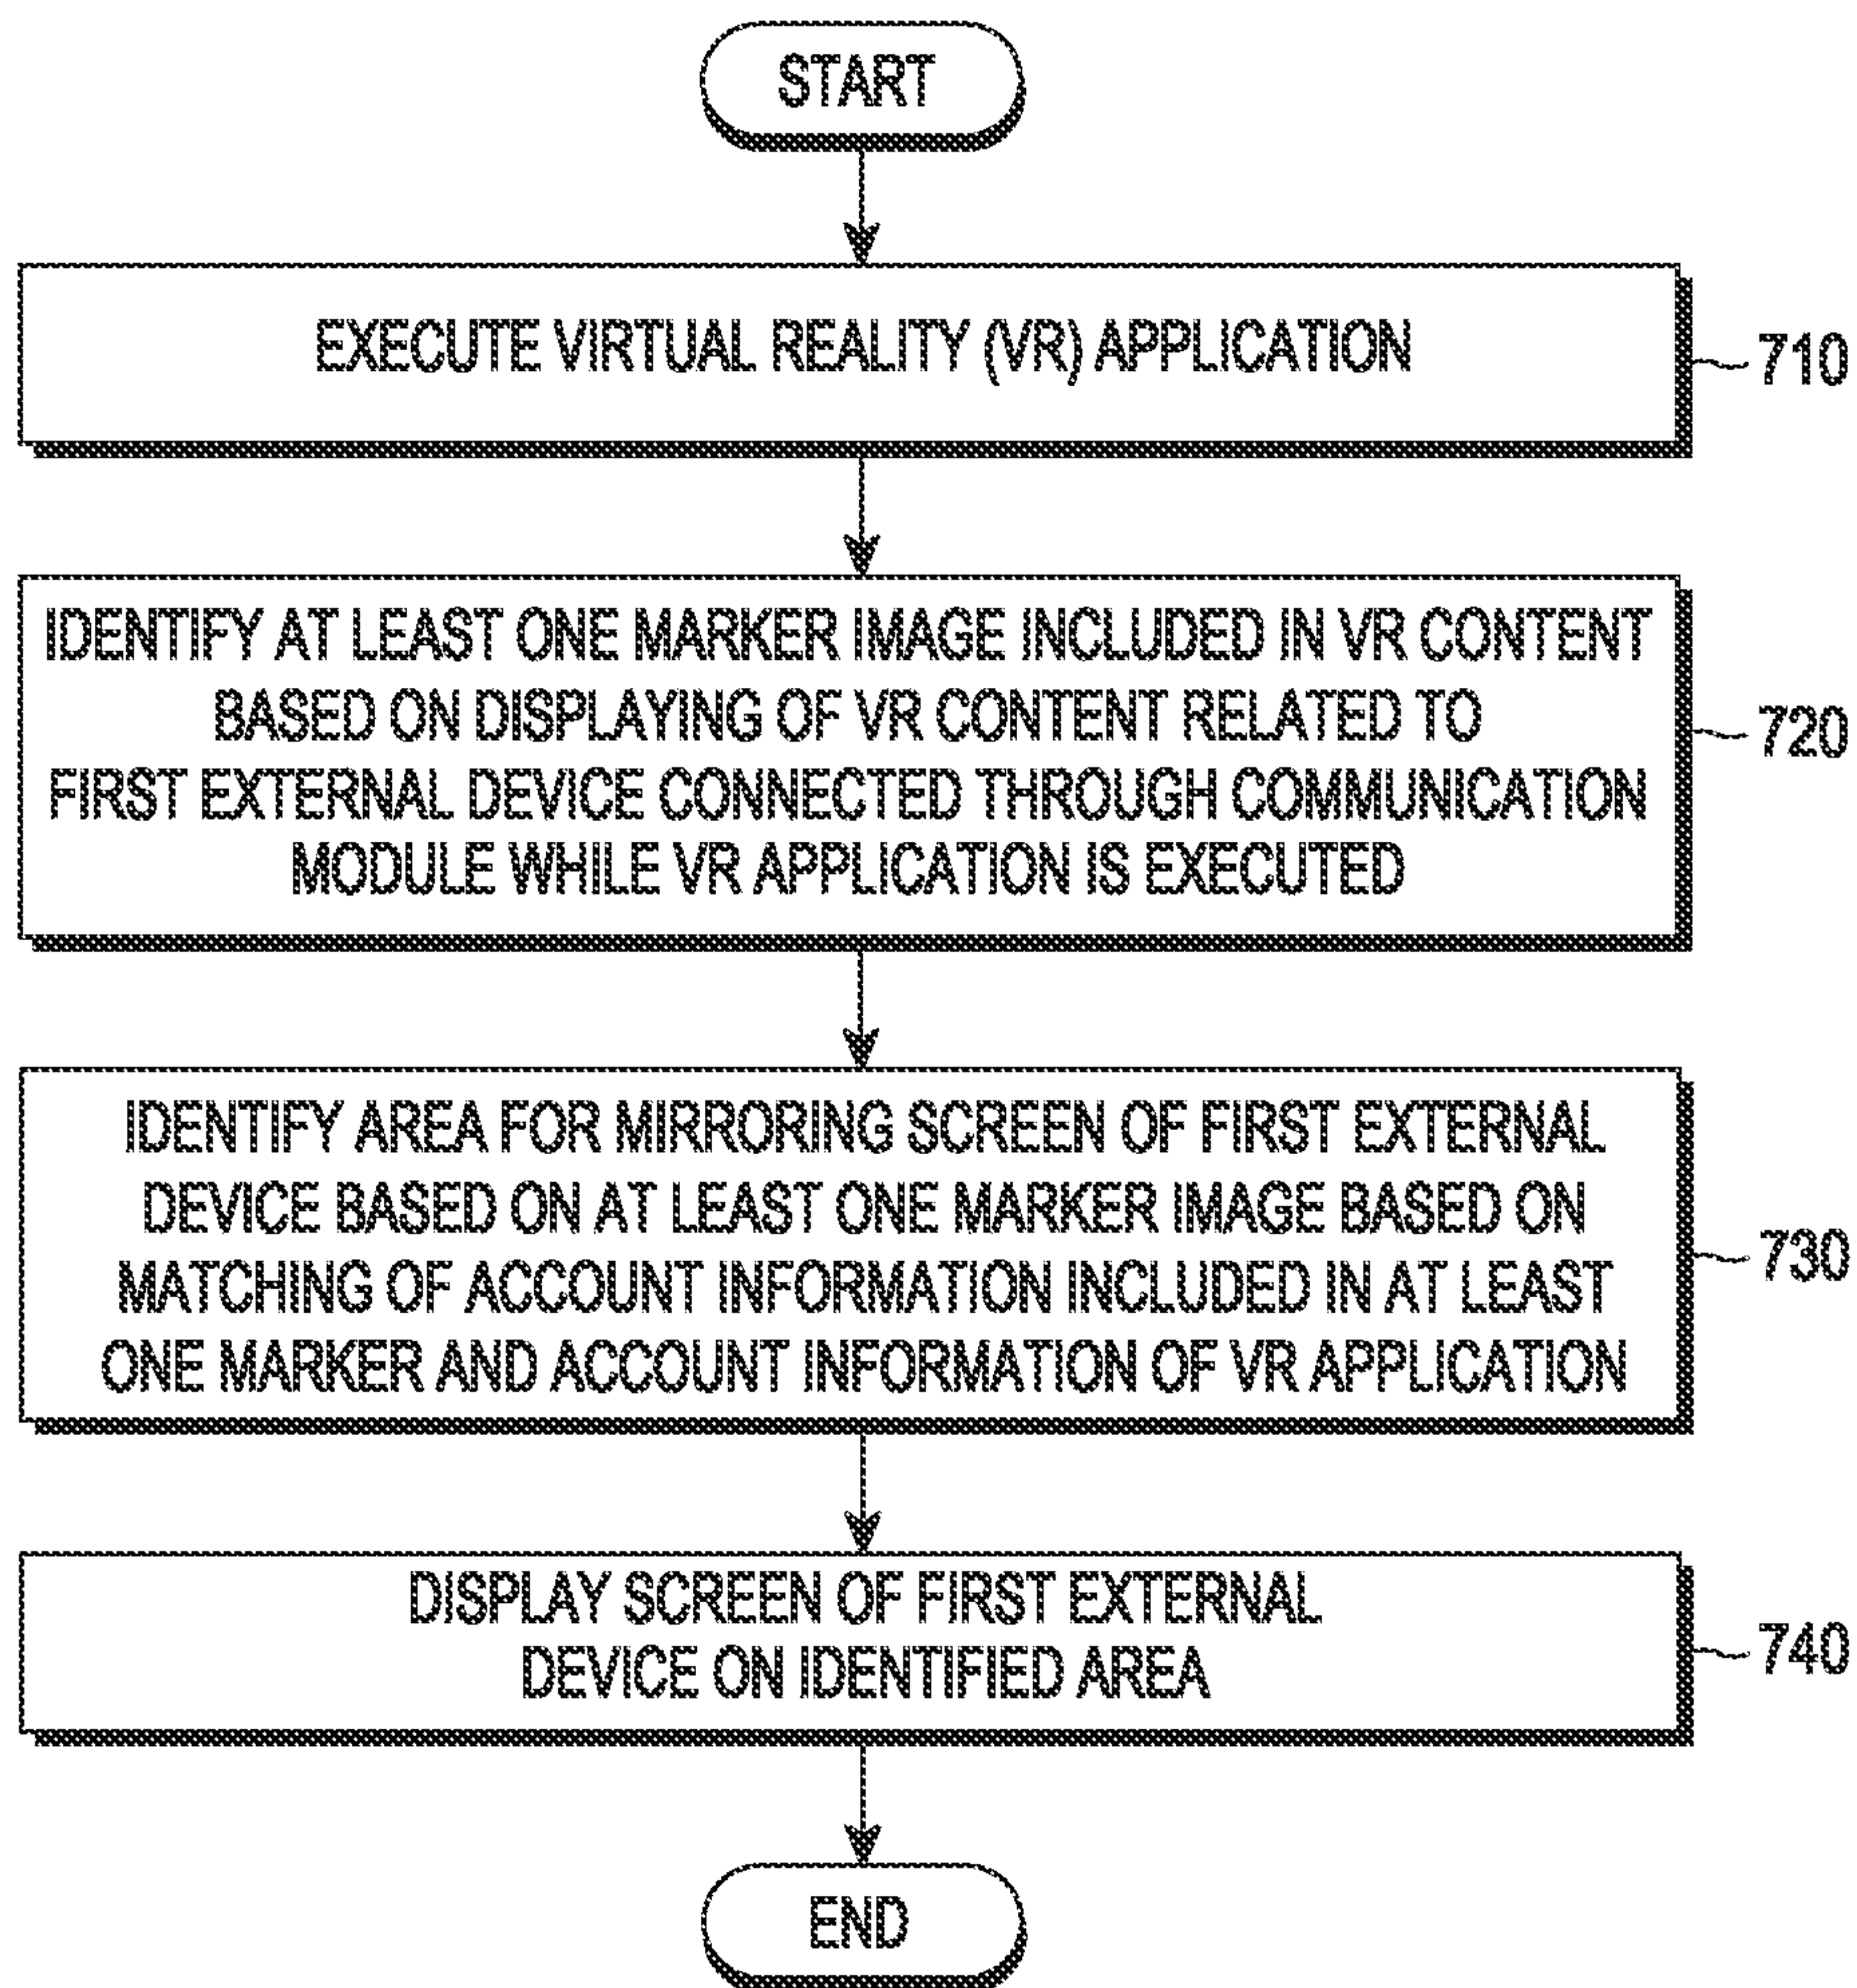 START
EXECUTE VIRTUAL REALITY (VR) APPLICATION
710
IDENTIFY AT LEAST ONE MARKER IMAGE INCLUDED IN VR CONTENT
BASED ON DISPLAYING OF VR CONTENT RELATED TO
FIRST EXTERNAL DEVICE CONNECTED THROUGH COMMUNICATION
MODULE WHILE VR APPLICATION IS EXECUTED
720
IDENTIFY AREA FOR MIRRORING SCREEN OF FIRST EXTERNAL
DEVICE BASED ON AT LEAST ONE MARKER IMAGE BASED ON
MATCHING OF ACCOUNT INFORMATION INCLUDED IN AT LEAST
ONE MARKER AND ACCOUNT INFORMATION OF VR APPLICATION
730
DISPLAY SCREEN OF FIRST EXTERNAL
DEVICE ON IDENTIFIED AREA
740
END